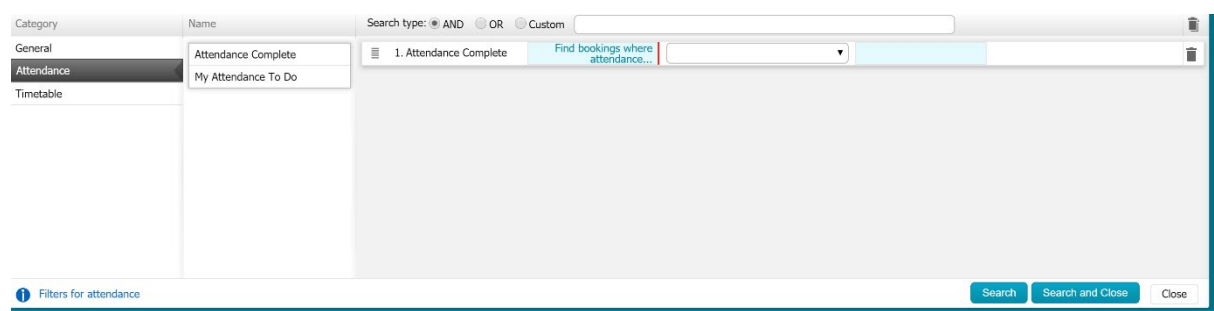 Category
Name
Search type: AND OR Custom
General
Attendance
Timetable
Attendance Complete
My Attendance To Do
1. Attendance Complete
Find bookings where
attendance...
Filters for attendance
Search
Search and Close
Close